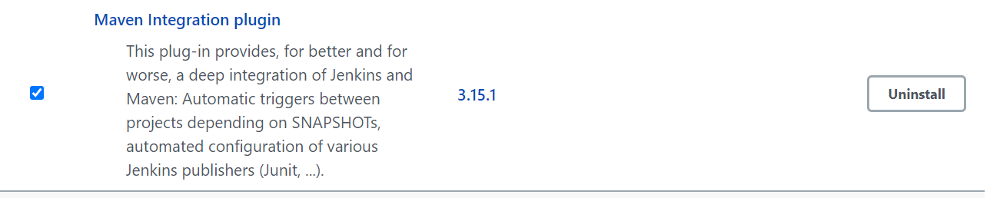 Maven Integration plugin
This plug-in provides, for better and for
worse, a deep integration of Jenkins and
Maven: Automatic triggers between
projects depending on SNAPSHOTs,
automated configuration of various
Jenkins publishers (Junit, ...).
3.15.1
Uninstall